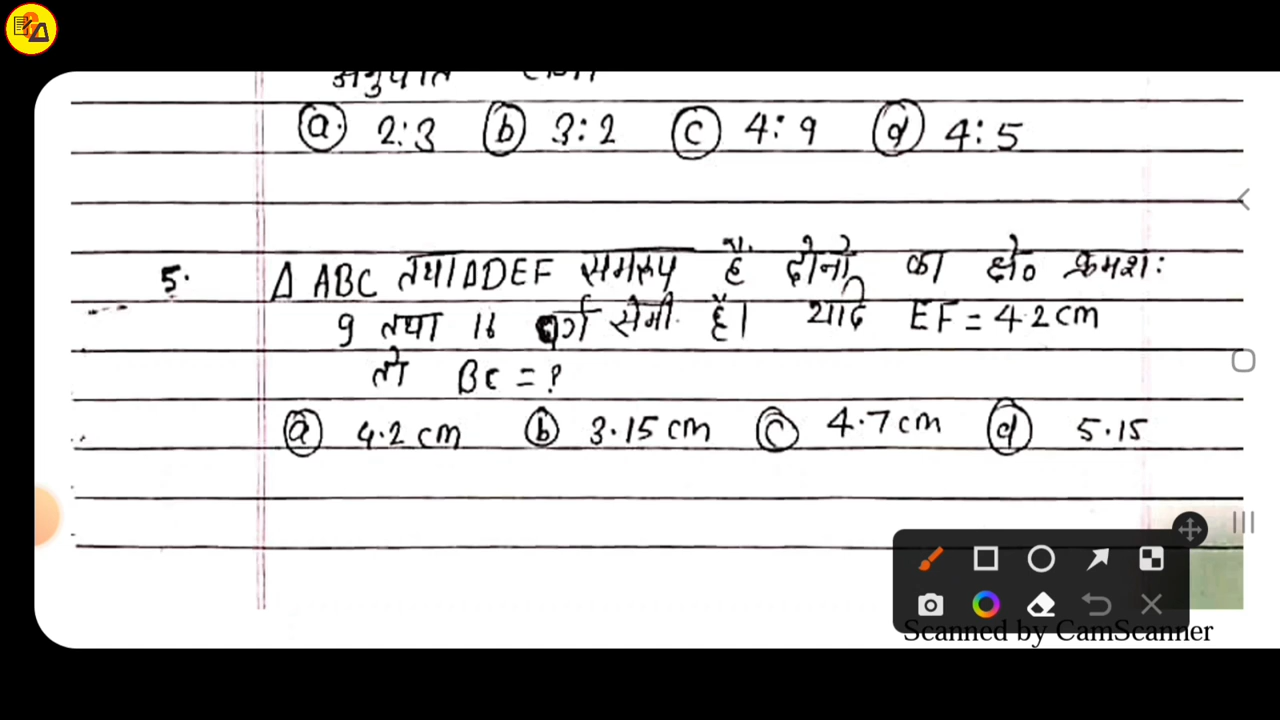 अनुपात
ⓐ 2:3 ⓑ 3:2 ⓒ 4:9 ⓓ 4:5
5. Δ ABC तथा ΔDEF समरूप है दोनो का क्षे० क्रमशः
9 तथा 16 वर्ग सेमी. है। यदि EF = 4.2 cm
तो BC = ?
ⓐ 4.2 cm ⓑ 3.15 cm ⓒ 4.7 cm ⓓ 5.15
Scanned by CamScanner